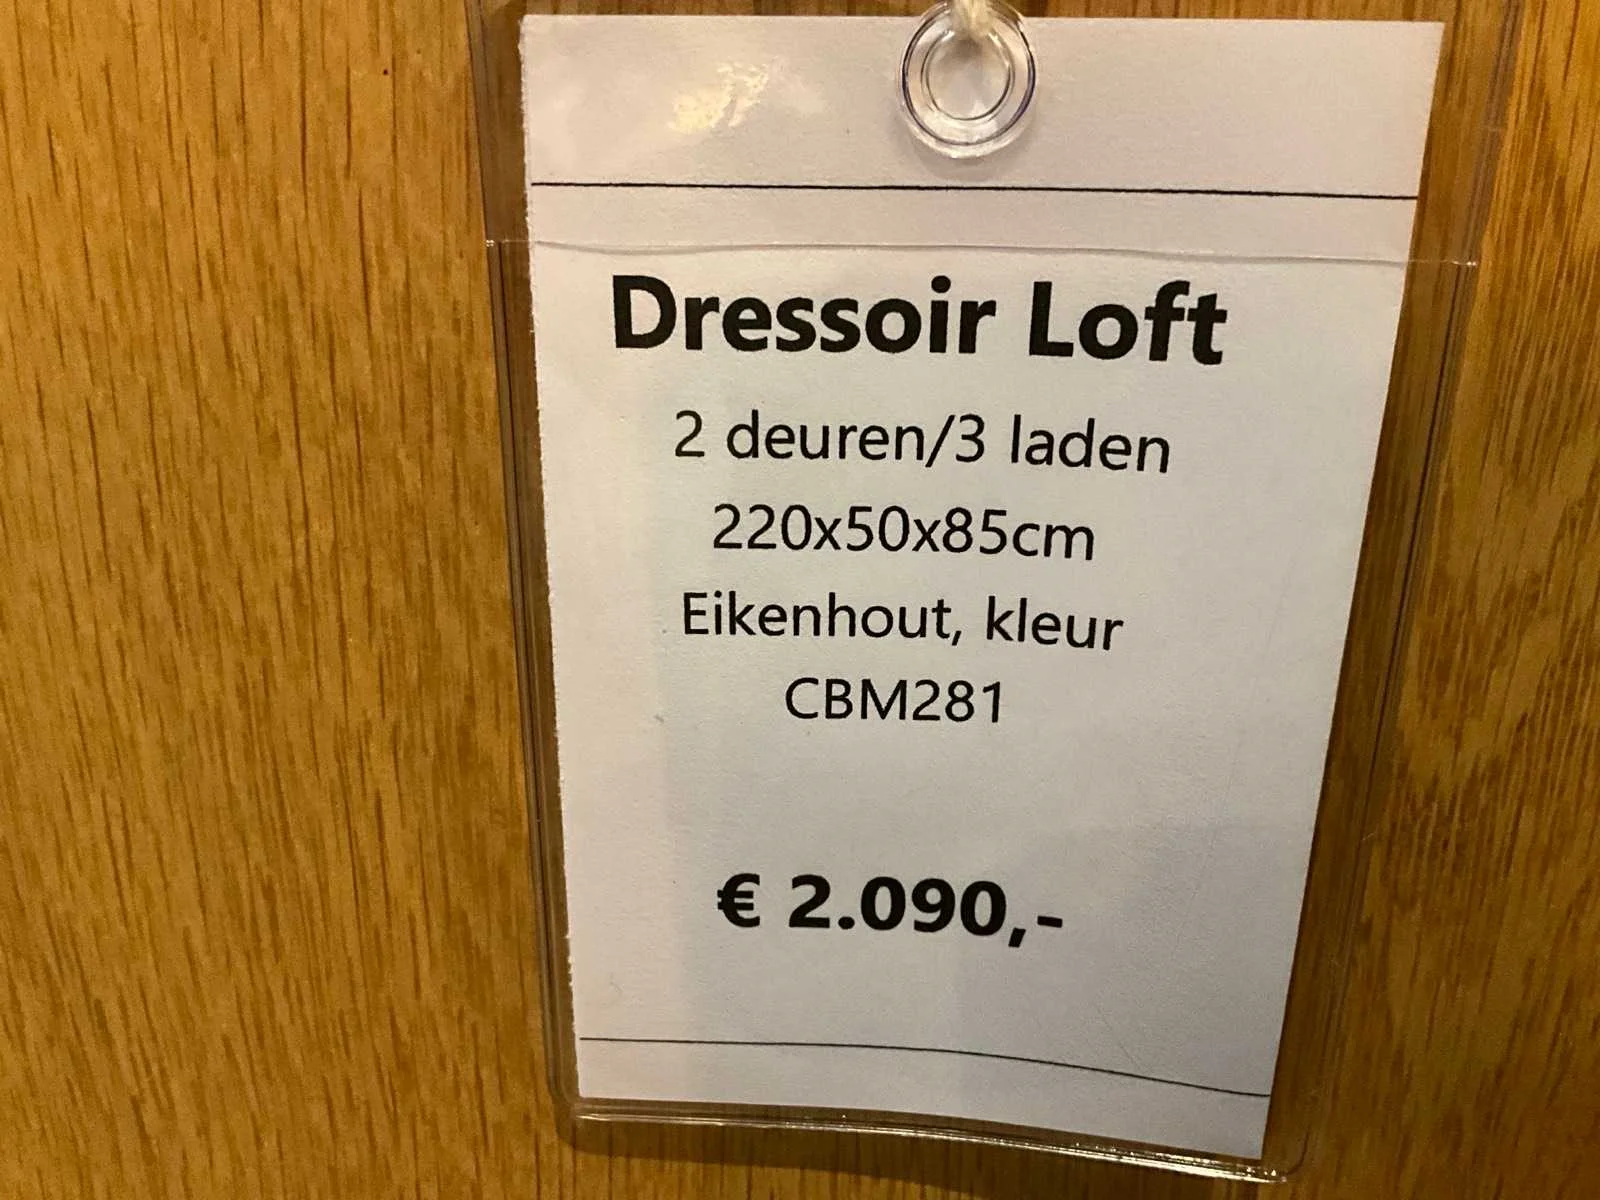 Dressoir Loft
2 deuren/3 laden
220x50x85cm
Eikenhout, kleur
CBM281
€ 2.090,-